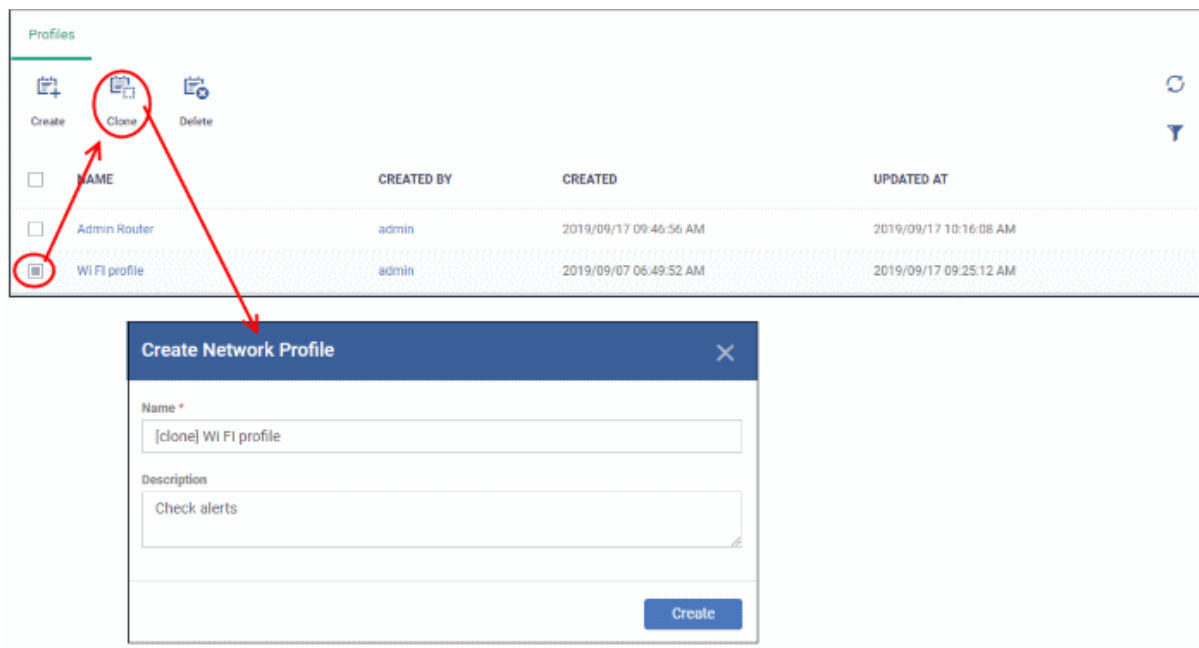 Profiles
Create Clone Delete
NAME CREATED BY CREATED UPDATED AT
Admin Router admin 2019/09/17 09:46:56 AM 2019/09/17 10:16:08 AM
Wi FI profile admin 2019/09/07 06:49:52 AM 2019/09/17 09:25:12 AM
Create Network Profile
Name *
[clone] Wi FI profile
Description
Check alerts
Create